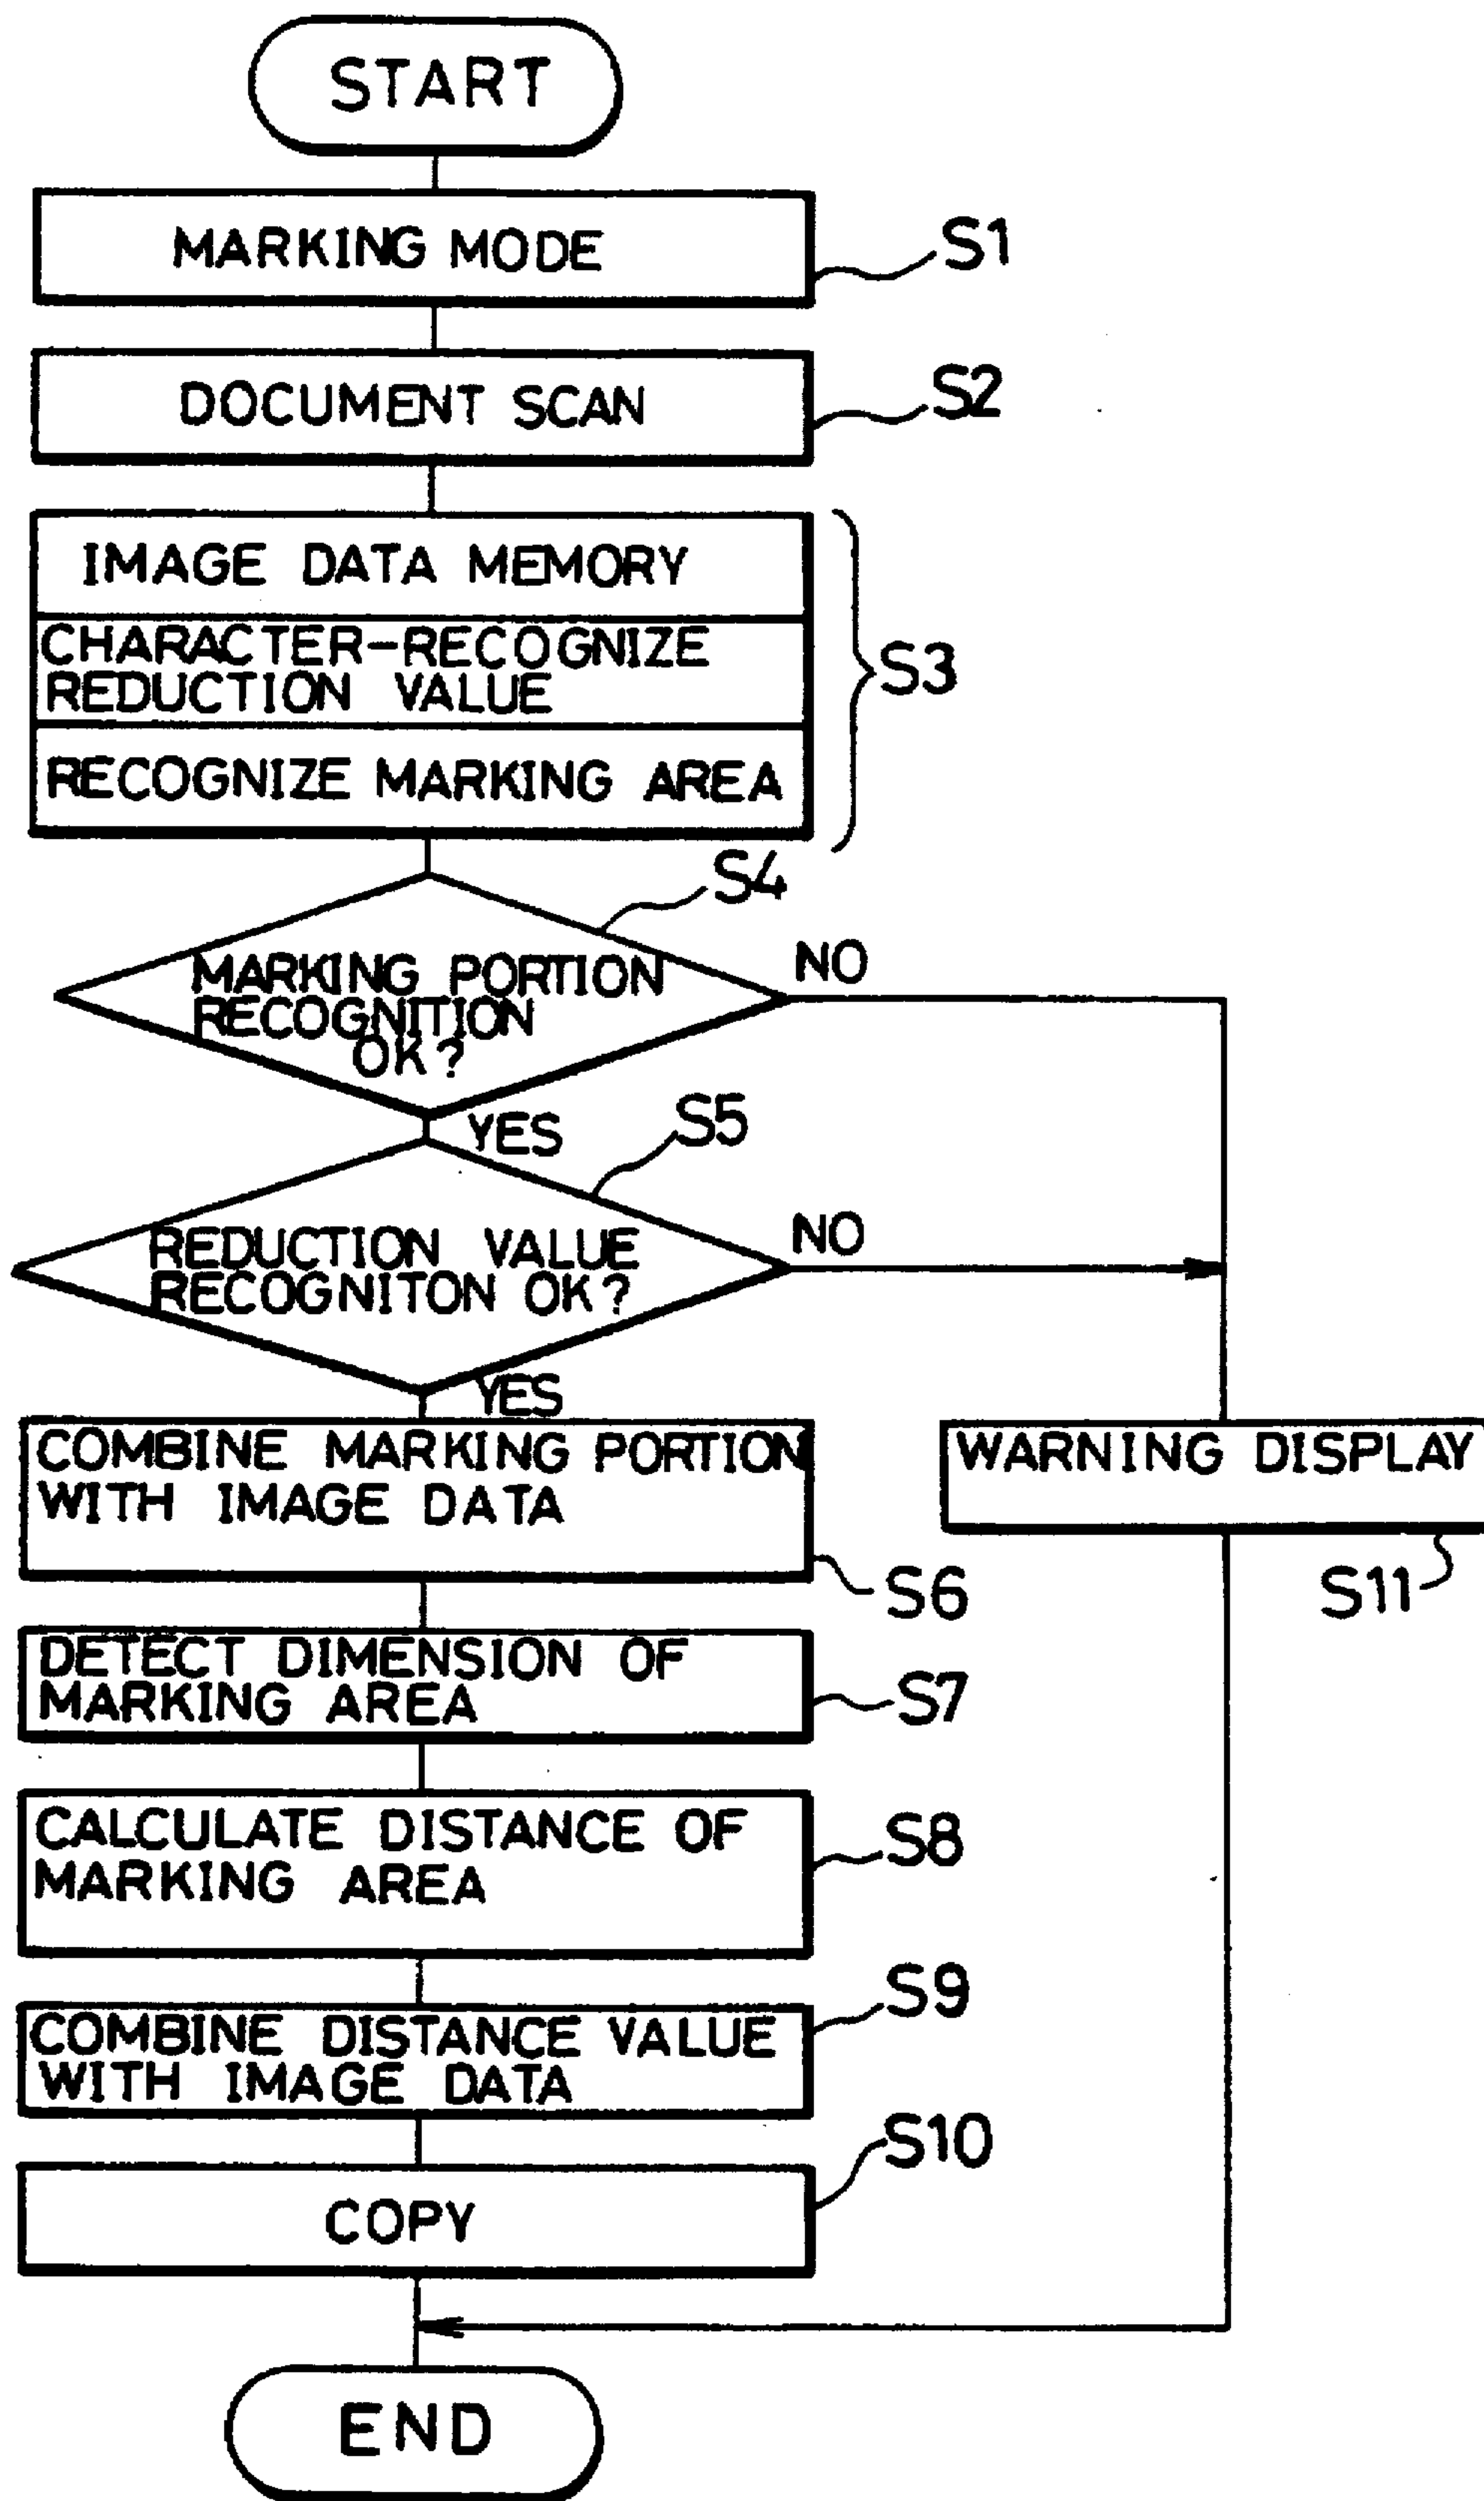 START
MARKING MODE
S1
DOCUMENT SCAN
S2
IMAGE DATA MEMORY
CHARACTER-RECOGNIZE
REDUCTION VALUE
RECOGNIZE MARKING AREA
S3
S4
MARKING PORTION
RECOGNITION
OK?
NO
YES
S5
REDUCTION VALUE
RECOGNITON OK?
NO
YES
COMBINE MARKING PORTION
WITH IMAGE DATA
S6
WARNING DISPLAY
S11
DETECT DIMENSION OF
MARKING AREA
S7
CALCULATE DISTANCE OF
MARKING AREA
S8
COMBINE DISTANCE VALUE
WITH IMAGE DATA
S9
COPY
S10
END